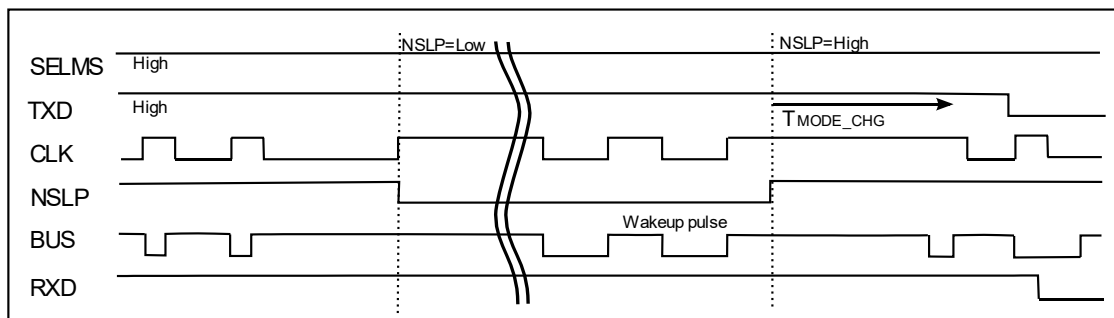 NSLP=Low
NSLP=High
SELMS
High
TXD
High
TMODE_CHG
CLK
NSLP
Wakeup pulse
BUS
RXD